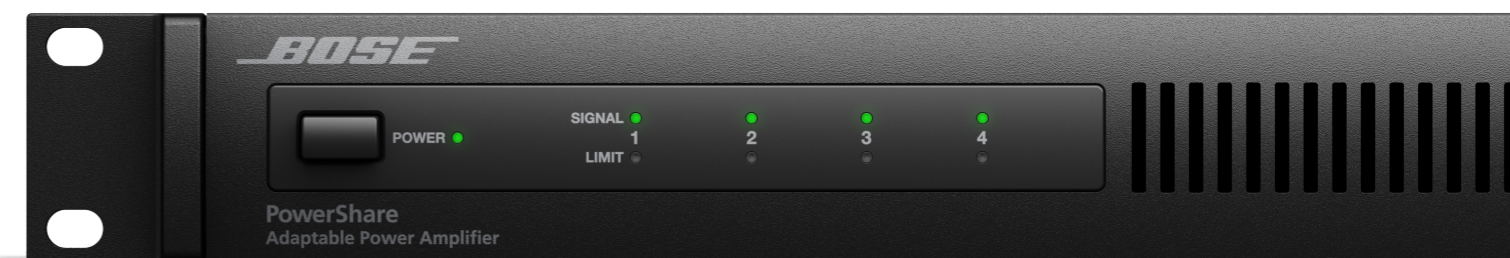 BOSE
POWER
SIGNAL
1 2 3 4
LIMIT
PowerShare
Adaptable Power Amplifier